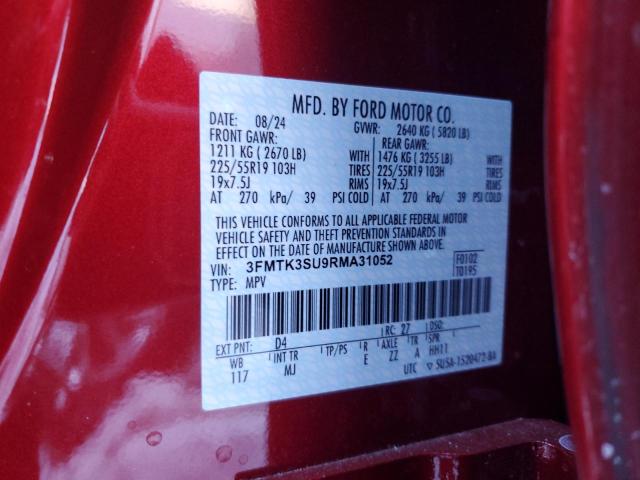 MFD. BY FORD MOTOR CO.
DATE: 08/24 GVWR: 2640 KG ( 5820 LB)
FRONT GAWR: REAR GAWR:
1211 KG ( 2670 LB) WITH 1476 KG ( 3255 LB) WITH
225/55R19 103H TIRES 225/55R19 103H TIRES
19x7.5J RIMS 19x7.5J RIMS
AT 270 kPa/ 39 PSI COLD AT 270 kPa/ 39 PSI COLD
THIS VEHICLE CONFORMS TO ALL APPLICABLE FEDERAL MOTOR
VEHICLE SAFETY AND THEFT PREVENTION STANDARDS IN
EFFECT ON THE DATE OF MANUFACTURE SHOWN ABOVE.
VIN: 3FMTK3SU9RMA31052 F0102
TYPE: MPV T0195
EXT PNT: D4 RC: 27 DSO:
WB INT TR TP/PS R AXLE TR SPR
117 MJ E ZZ A HH11
UTC ▽ SU5A-1520472-BA